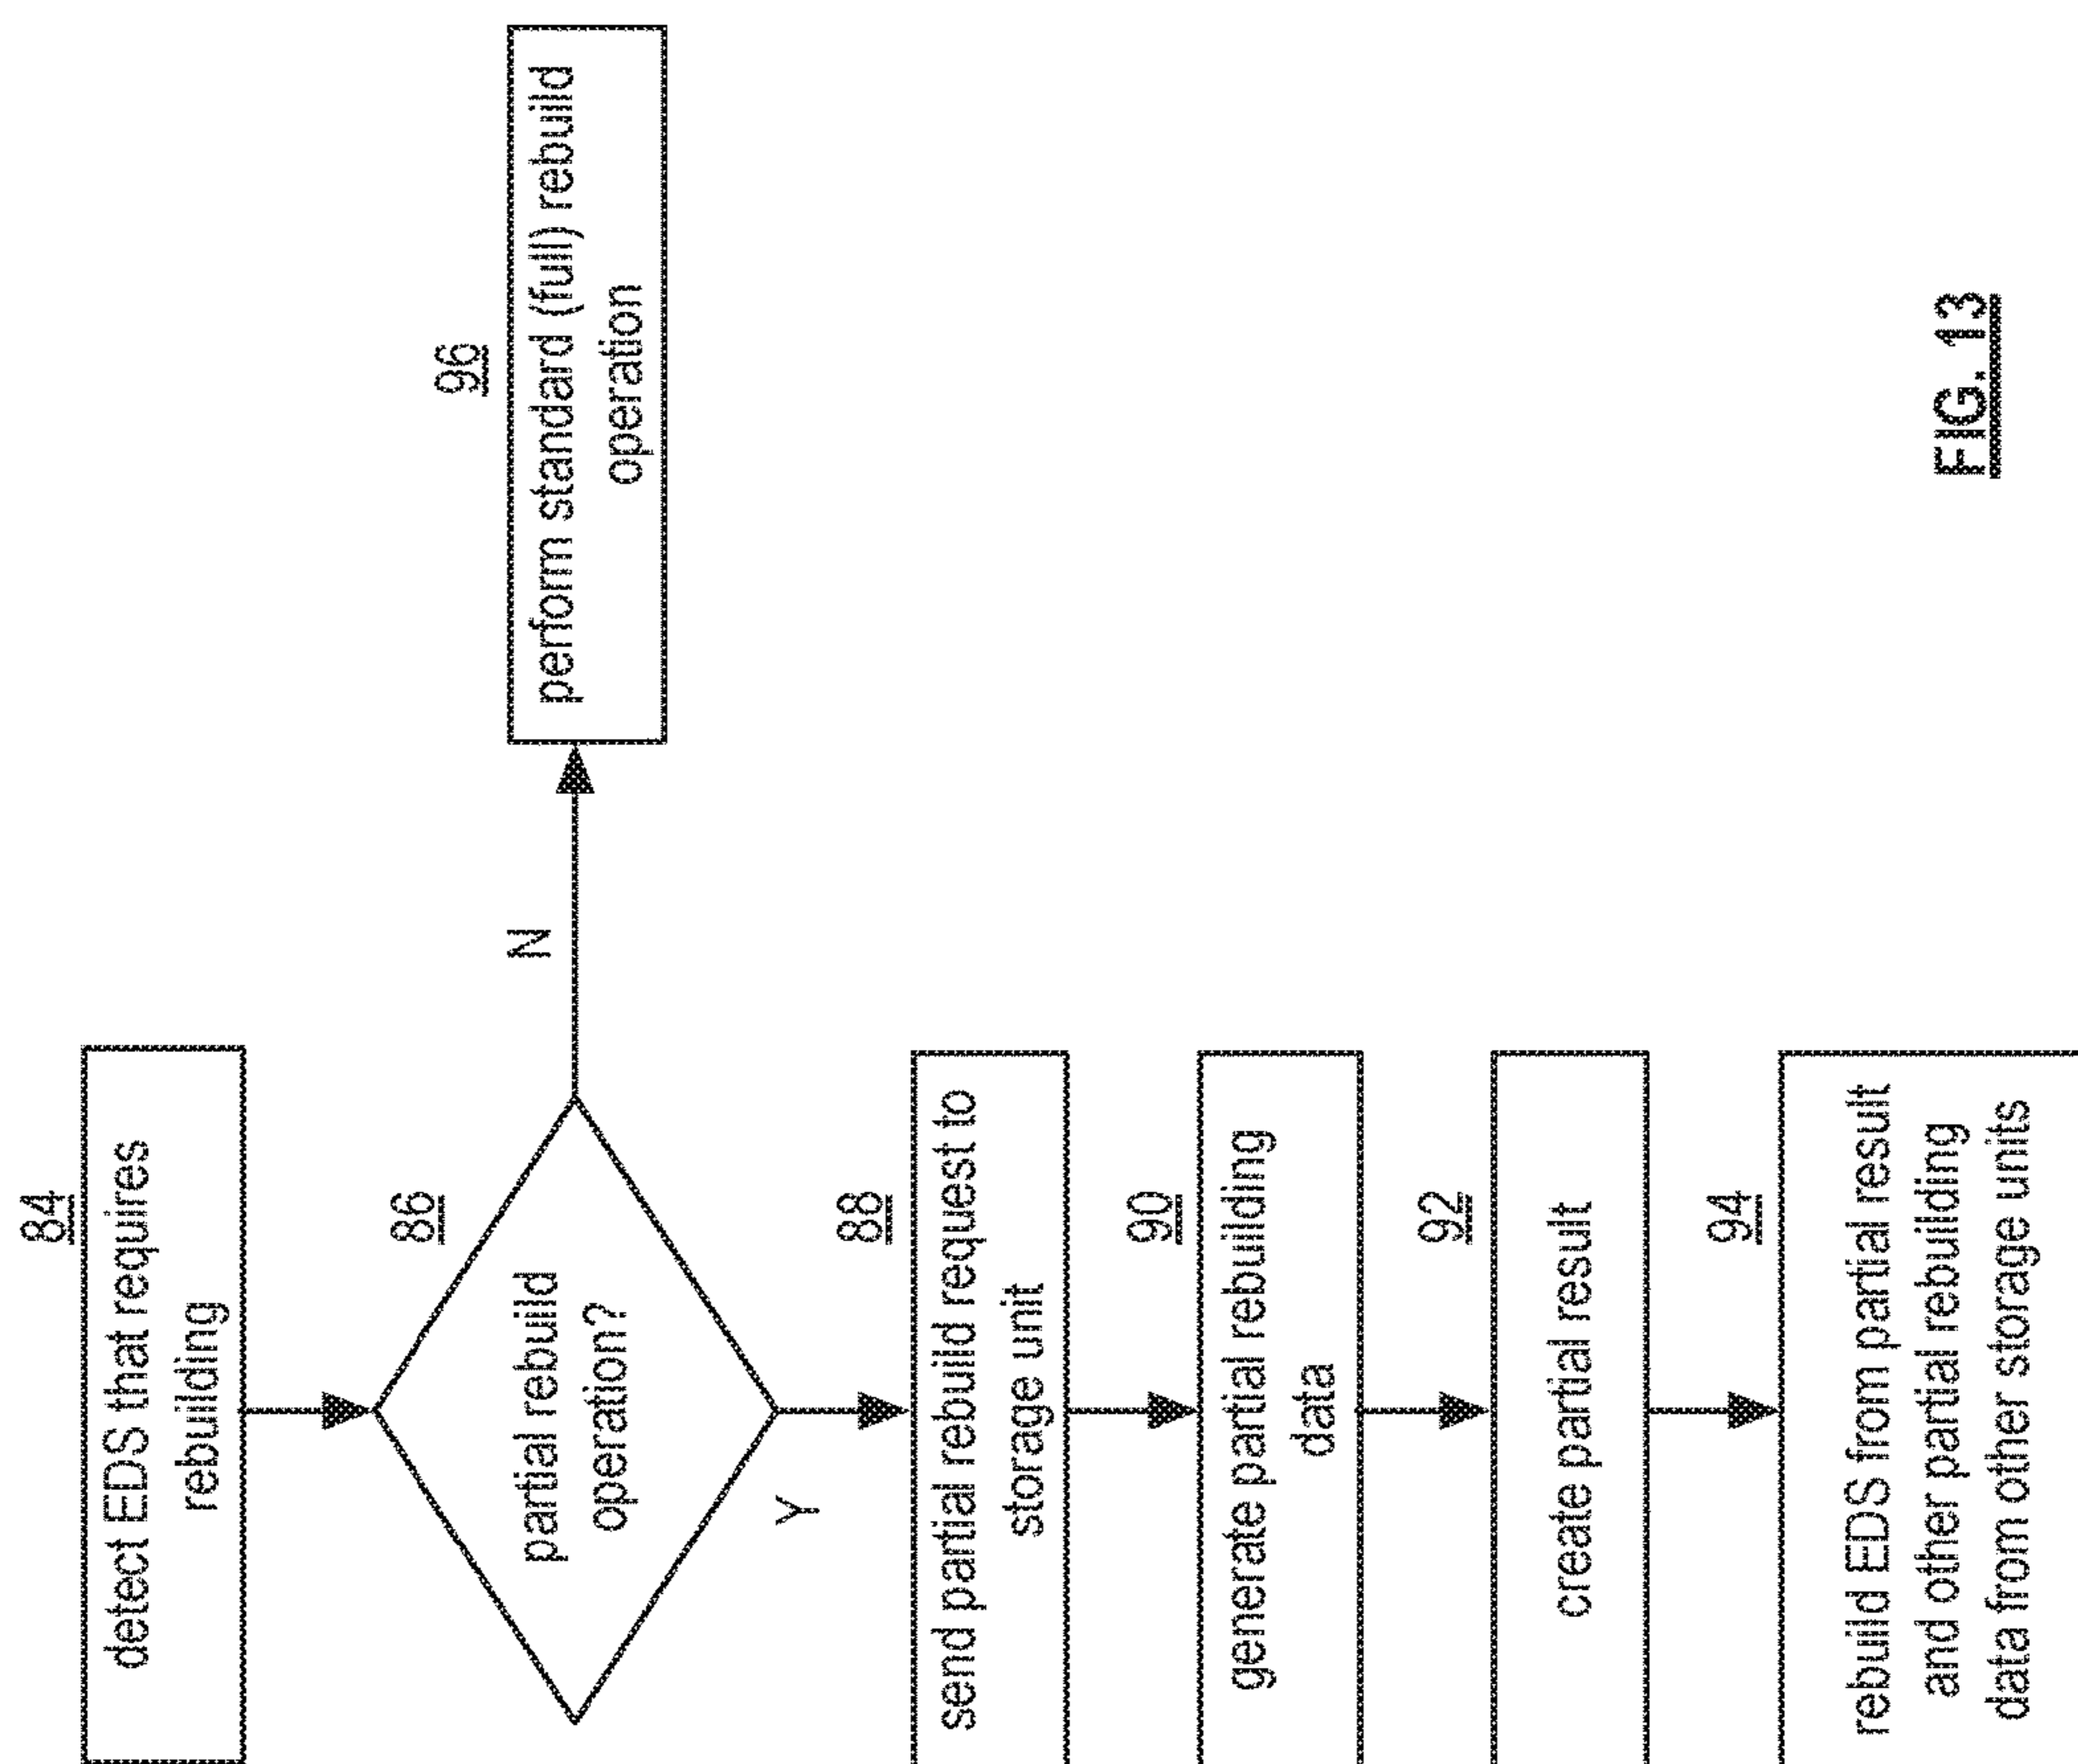 84
detect EDS that requires
rebuilding
86
partial rebuild
operation?
N
96
perform standard (full) rebuild
operation
Y
88
send partial rebuild request to
storage unit
90
generate partial rebuilding
data
92
create partial result
94
rebuild EDS from partial result
and other partial rebuilding
data from other storage units
FIG. 13